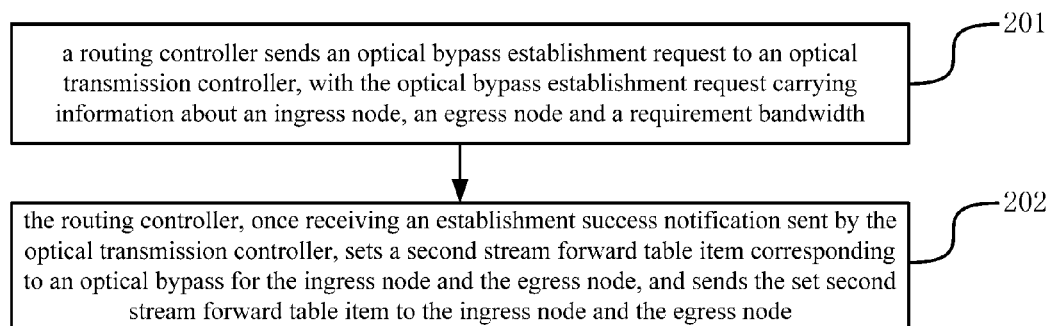 201
a routing controller sends an optical bypass establishment request to an optical
transmission controller, with the optical bypass establishment request carrying
information about an ingress node, an egress node and a requirement bandwidth
202
the routing controller, once receiving an establishment success notification sent by the
optical transmission controller, sets a second stream forward table item corresponding
to an optical bypass for the ingress node and the egress node, and sends the set second
stream forward table item to the ingress node and the egress node